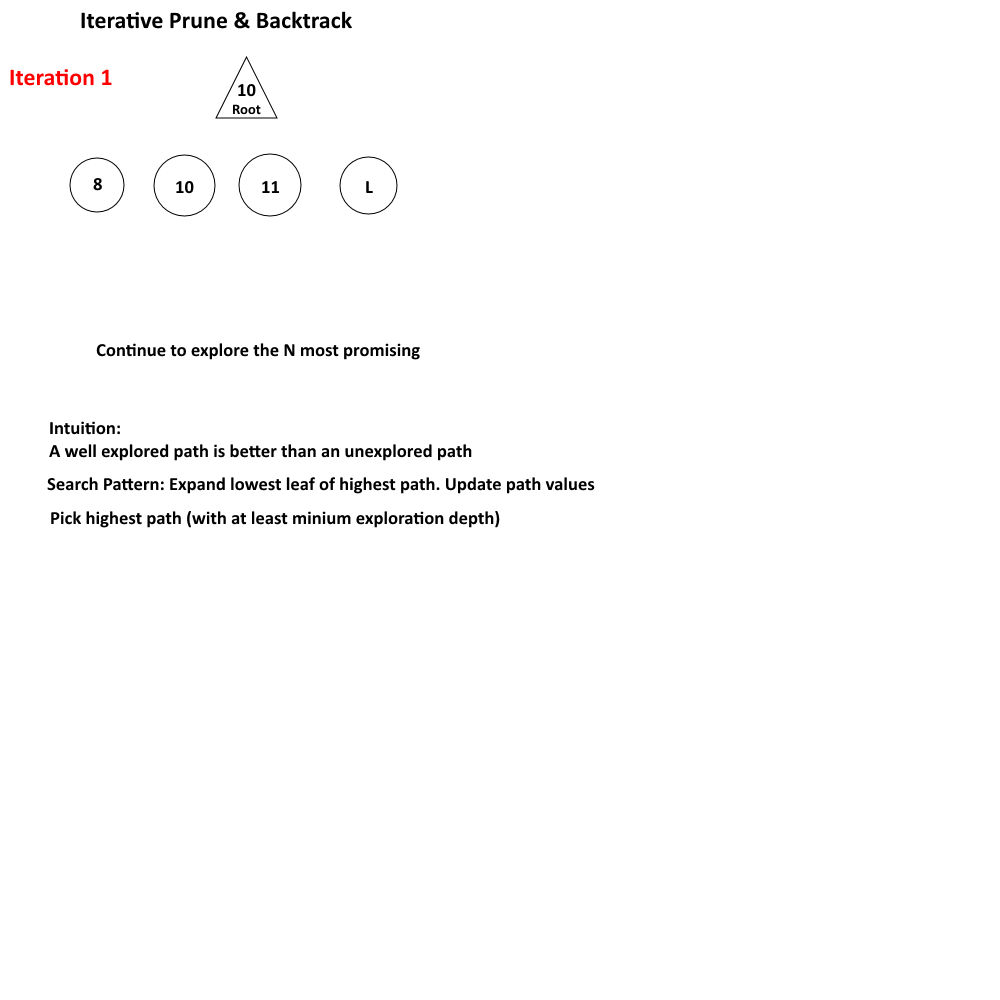 Iterative Prune & Backtrack
Iteration 1
10
Root
8
10
11
L
Continue to explore the N most promising
Intuition:
A well explored path is better than an unexplored path
Search Pattern: Expand lowest leaf of highest path. Update path values
Pick highest path (with at least minium exploration depth)